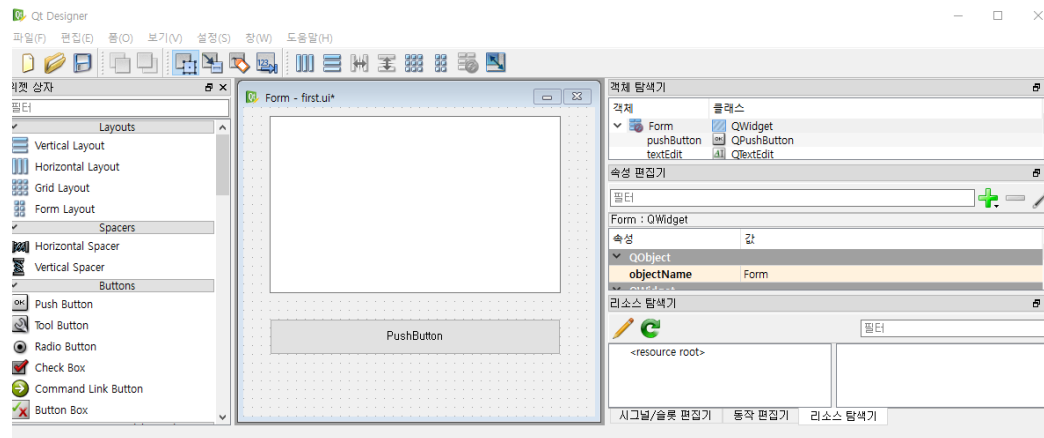 Qt Designer
파일(F) 편집(E) 폼(O) 보기(V) 설정(S) 창(W) 도움말(H)
위젯 상자
필터
Layouts
Vertical Layout
Horizontal Layout
Grid Layout
Form Layout
Spacers
Horizontal Spacer
Vertical Spacer
Buttons
Push Button
Tool Button
Radio Button
Check Box
Command Link Button
Button Box
Form - first.ui*
PushButton
객체 탐색기
객체 클래스
Form QWidget
pushButton QPushButton
textEdit QTextEdit
속성 편집기
필터
Form : QWidget
속성 값
QObject
objectName Form
QWidget
리소스 탐색기
필터
<resource root>
시그널/슬롯 편집기 동작 편집기 리소스 탐색기